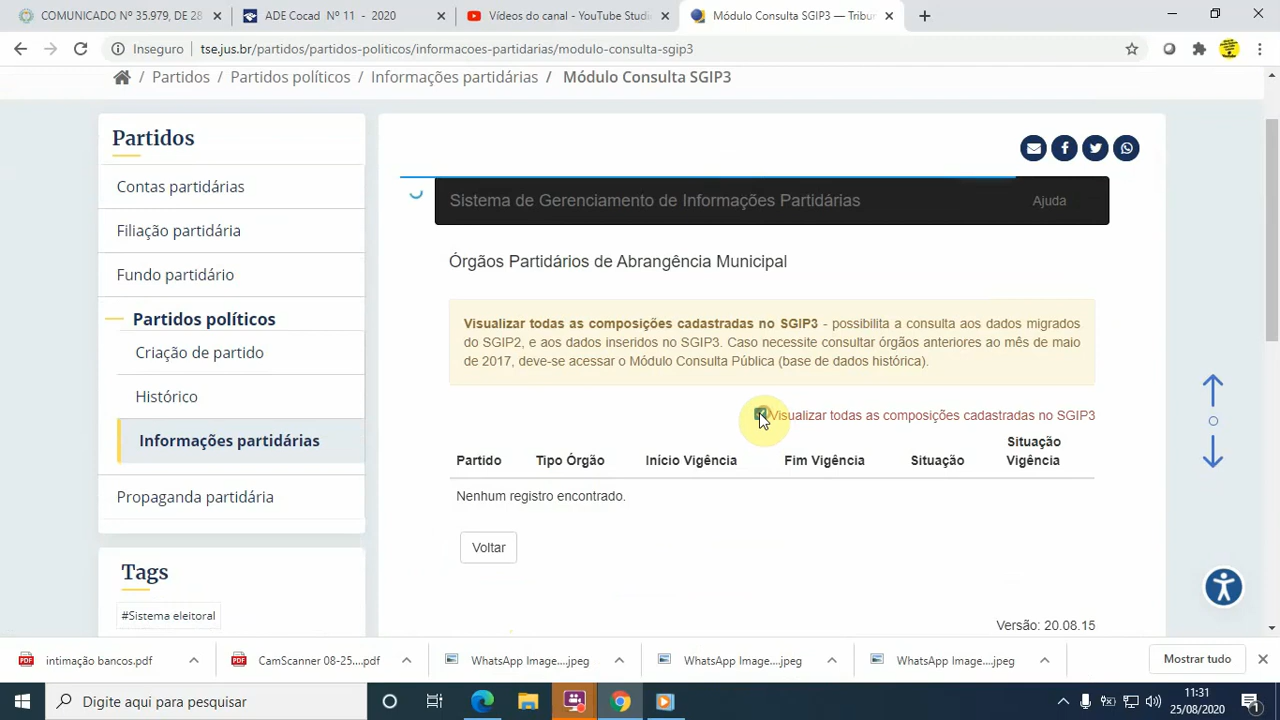 COMUNICADO Nº 35.979, DE 28
ADE Cocad Nº 11 - 2020
Vídeos do canal - YouTube Studi
Módulo Consulta SGIP3 — Tribun
Inseguro
tse.jus.br/partidos/partidos-politicos/informacoes-partidarias/modulo-consulta-sgip3
/ Partidos / Partidos políticos / Informações partidárias / Módulo Consulta SGIP3
Partidos
Contas partidárias
Filiação partidária
Fundo partidário
Partidos políticos
Criação de partido
Histórico
Informações partidárias
Propaganda partidária
Tags
#Sistema eleitoral
Sistema de Gerenciamento de Informações Partidárias
Ajuda
Órgãos Partidários de Abrangência Municipal
Visualizar todas as composições cadastradas no SGIP3 - possibilita a consulta aos dados migrados
do SGIP2, e aos dados inseridos no SGIP3. Caso necessite consultar órgãos anteriores ao mês de maio
de 2017, deve-se acessar o Módulo Consulta Pública (base de dados histórica).
Visualizar todas as composições cadastradas no SGIP3
Partido Tipo Órgão Início Vigência Fim Vigência Situação Situação Vigência
Nenhum registro encontrado.
Voltar
Versão: 20.08.15
intimação bancos.pdf
CamScanner 08-25....pdf
WhatsApp Image....jpeg
WhatsApp Image....jpeg
WhatsApp Image....jpeg
Mostrar tudo
Digite aqui para pesquisar
11:31
25/08/2020
1